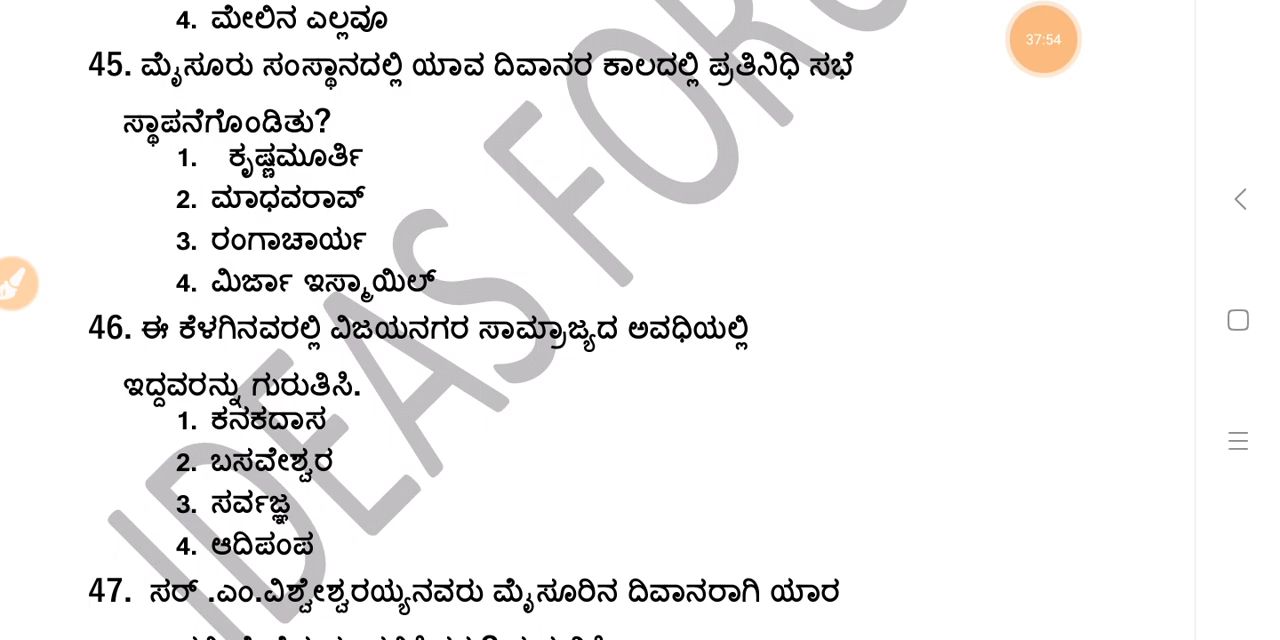 4. ಮೇಲಿನ ಎಲ್ಲವೂ
37:54
45. ಮೈಸೂರು ಸಂಸ್ಥಾನದಲ್ಲಿ ಯಾವ ದಿವಾನರ ಕಾಲದಲ್ಲಿ ಪ್ರತಿನಿಧಿ ಸಭೆ
ಸ್ಥಾಪನೆಗೊಂಡಿತು?
1. ಕೃಷ್ಣಮೂರ್ತಿ
2. ಮಾಧವರಾವ್
3. ರಂಗಾಚಾರ್ಯ
4. ಮಿರ್ಜಾ ಇಸ್ಮಾಯಿಲ್
46. ಈ ಕೆಳಗಿನವರಲ್ಲಿ ವಿಜಯನಗರ ಸಾಮ್ರಾಜ್ಯದ ಅವಧಿಯಲ್ಲಿ
ಇದ್ದವರನ್ನು ಗುರುತಿಸಿ.
1. ಕನಕದಾಸ
2. ಬಸವೇಶ್ವರ
3. ಸರ್ವಜ್ಞ
4. ಆದಿಪಂಪ
47. ಸರ್ .ಎಂ.ವಿಶ್ವೇಶ್ವರಯ್ಯನವರು ಮೈಸೂರಿನ ದಿವಾನರಾಗಿ ಯಾರ
IDEAS FOR